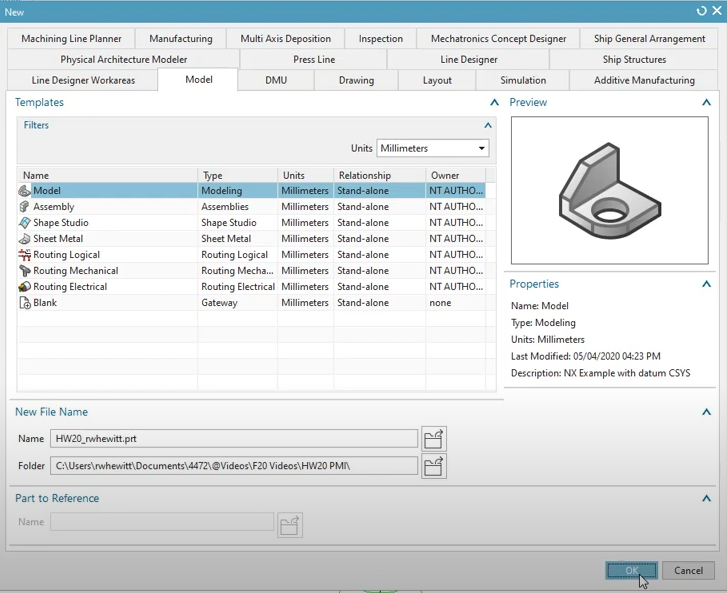 New
Machining Line Planner Manufacturing Multi Axis Deposition Inspection Mechatronics Concept Designer Ship General Arrangement
Physical Architecture Modeler Press Line Line Designer Ship Structures
Line Designer Workareas Model DMU Drawing Layout Simulation Additive Manufacturing
Templates
Filters
Units Millimeters
Name Type Units Relationship Owner
Model Modeling Millimeters Stand-alone NT AUTHO...
Assembly Assemblies Millimeters Stand-alone NT AUTHO...
Shape Studio Shape Studio Millimeters Stand-alone NT AUTHO...
Sheet Metal Sheet Metal Millimeters Stand-alone NT AUTHO...
Routing Logical Routing Logical Millimeters Stand-alone NT AUTHO...
Routing Mechanical Routing Mecha... Millimeters Stand-alone NT AUTHO...
Routing Electrical Routing Electrical Millimeters Stand-alone NT AUTHO...
Blank Gateway Millimeters Stand-alone none
Preview
Properties
Name: Model
Type: Modeling
Units: Millimeters
Last Modified: 05/04/2020 04:23 PM
Description: NX Example with datum CSYS
New File Name
Name HW20_rwhewitt.prt
Folder C:\Users\rwhewitt\Documents\4472\@Videos\F20 Videos\HW20 PMI\
Part to Reference
Name
OK Cancel